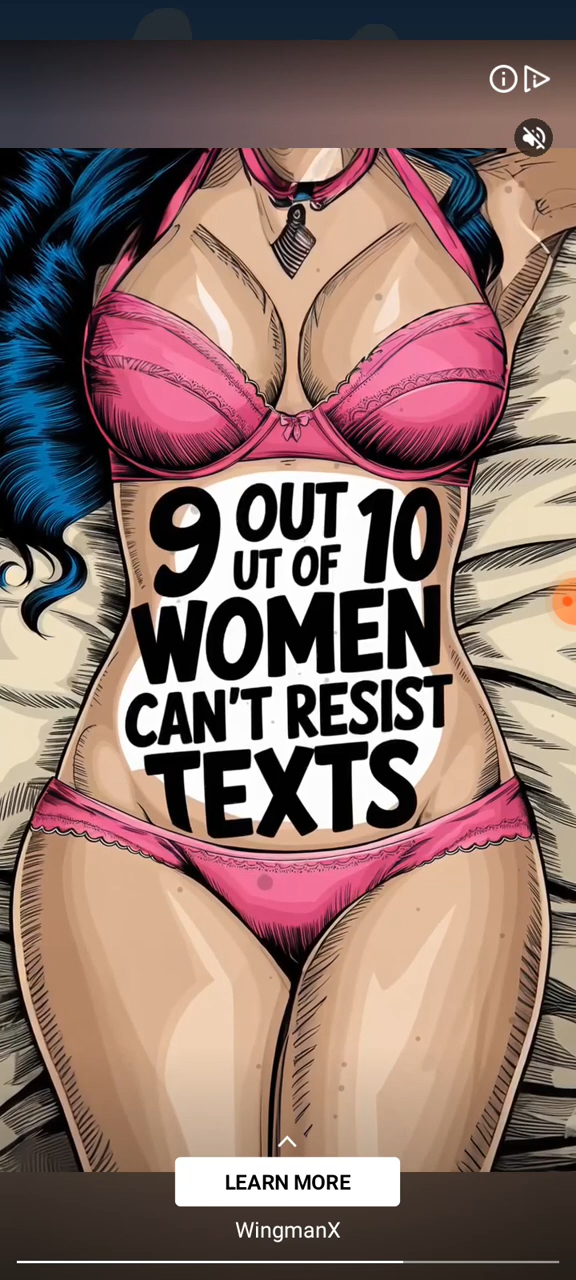 9 OUT 10
UT OF
WOMEN
CAN'T RESIST
TEXTS
LEARN MORE
WingmanX